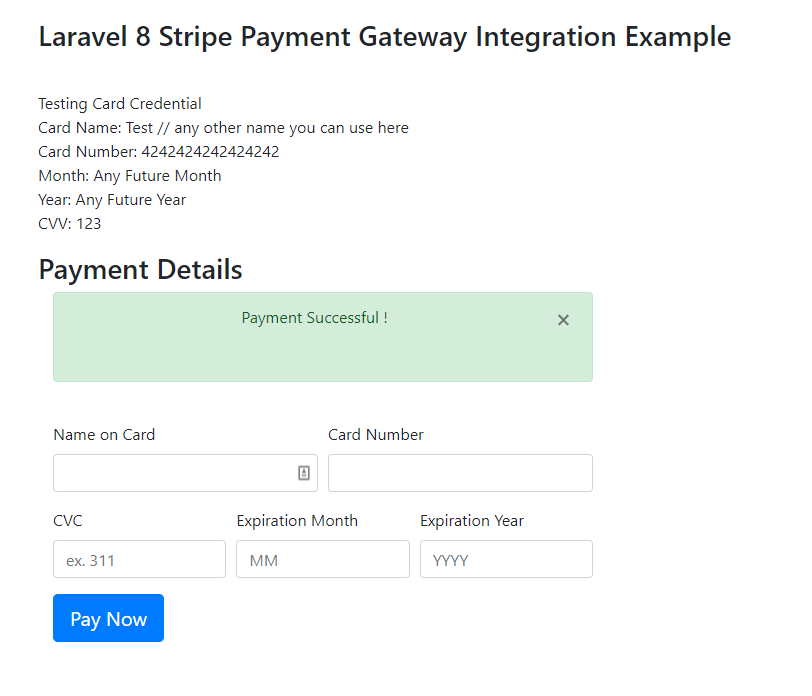 Laravel 8 Stripe Payment Gateway Integration Example
Testing Card Credential
Card Name: Test // any other name you can use here
Card Number: 4242424242424242
Month: Any Future Month
Year: Any Future Year
CVV: 123
Payment Details
Payment Successful !
×
Name on Card
Card Number
CVC
Expiration Month
Expiration Year
ex. 311
MM
YYYY
Pay Now